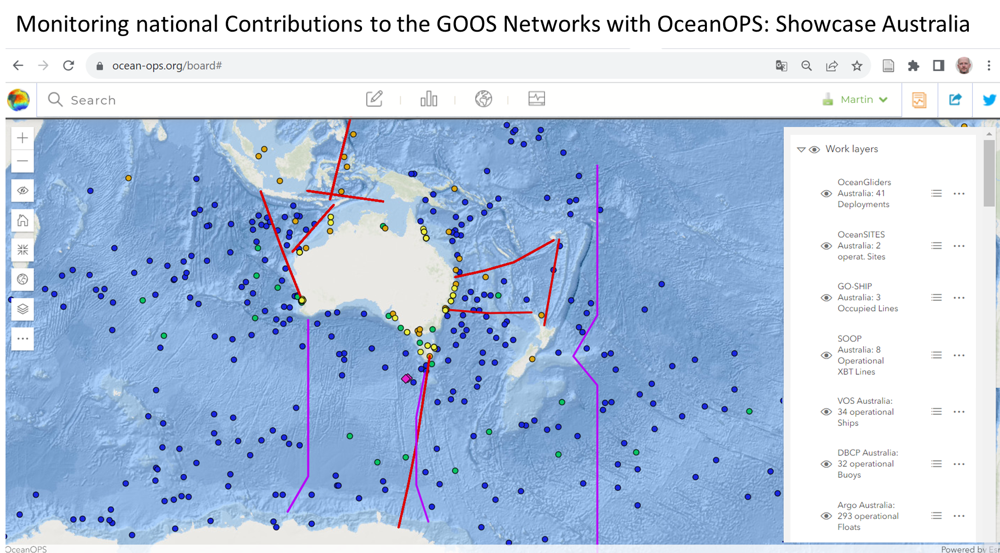 Monitoring national Contributions to the GOOS Networks with OceanOPS: Showcase Australia
ocean-ops.org/board#
Search
Martin
Work layers
OceanGliders
Australia: 41
Deployments
OceanSITES
Australia: 2
operat. Sites
GO-SHIP
Australia: 3
Occupied Lines
SOOP
Australia: 8
Operational
XBT Lines
VOS Australia:
34 operational
Ships
DBCP Australia:
32 operational
Buoys
Argo Australia:
293 operational
Floats
OceanOPS
Powered by Esr